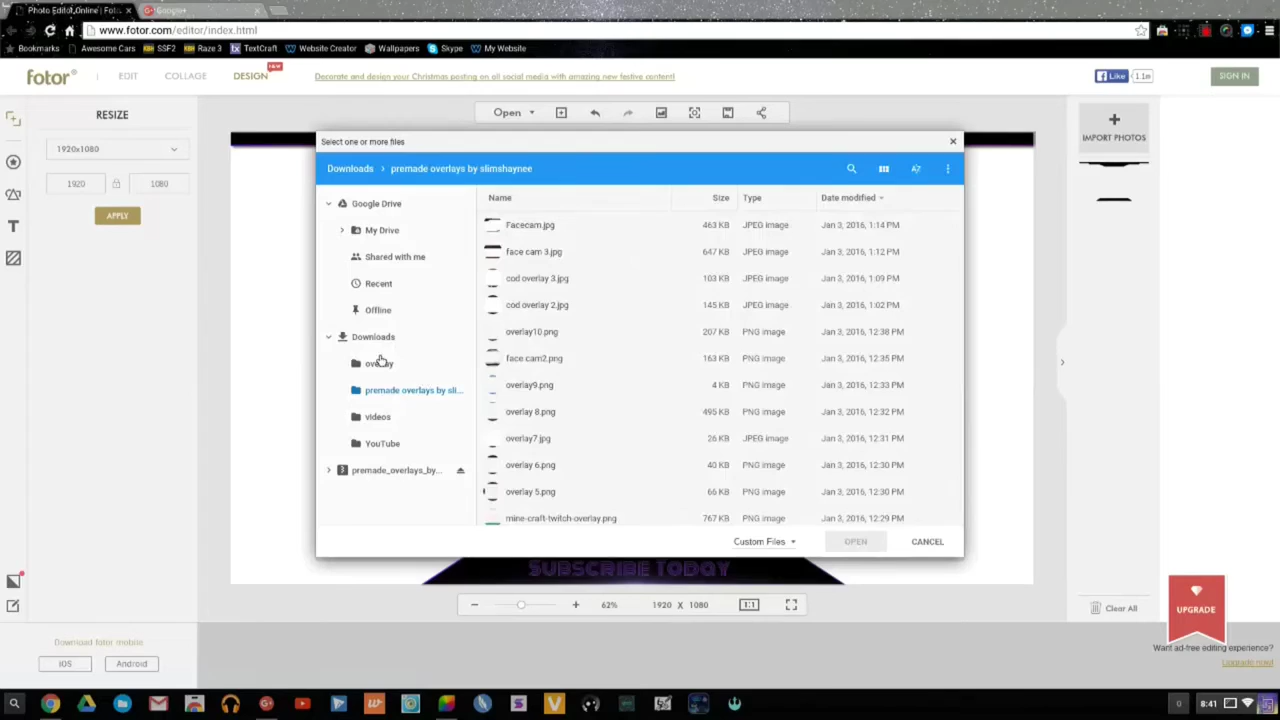 Photo Editor Online | Fot
Google+
www.fotor.com/editor/index.html
Bookmarks Awesome Cars SSF2 Raze 3 TextCraft Website Creator Wallpapers Skype My Website
fotor EDIT COLLAGE DESIGN NEW Decorate and design your Christmas posting on all social media with amazing new festive content! Like 1.1m SIGN IN
RESIZE
Open
1920x1080
1920 1080
APPLY
IMPORT PHOTOS
Select one or more files
Downloads premade overlays by slimshaynee
Google Drive
My Drive
Shared with me
Recent
Offline
Downloads
overlay
premade overlays by sli...
videos
YouTube
premade_overlays_by...
Name Size Type Date modified
Facecam.jpg 463 KB JPEG image Jan 3, 2016, 1:14 PM
face cam 3.jpg 647 KB JPEG image Jan 3, 2016, 1:12 PM
cod overlay 3.jpg 103 KB JPEG image Jan 3, 2016, 1:09 PM
cod overlay 2.jpg 145 KB JPEG image Jan 3, 2016, 1:02 PM
overlay10.png 207 KB PNG image Jan 3, 2016, 12:38 PM
face cam2.png 163 KB PNG image Jan 3, 2016, 12:35 PM
overlay9.png 4 KB PNG image Jan 3, 2016, 12:33 PM
overlay 8.png 495 KB PNG image Jan 3, 2016, 12:32 PM
overlay7.jpg 26 KB JPEG image Jan 3, 2016, 12:31 PM
overlay 6.png 40 KB PNG image Jan 3, 2016, 12:30 PM
overlay 5.png 66 KB PNG image Jan 3, 2016, 12:30 PM
mine-craft-twitch-overlay.png 767 KB PNG image Jan 3, 2016, 12:29 PM
Custom Files OPEN CANCEL
SUBSCRIBE TODAY
62% 1920 X 1080 1:1
Clear All
UPGRADE
Download fotor mobile
iOS Android
Want ad-free editing experience?
Upgrade now!
0 8:41